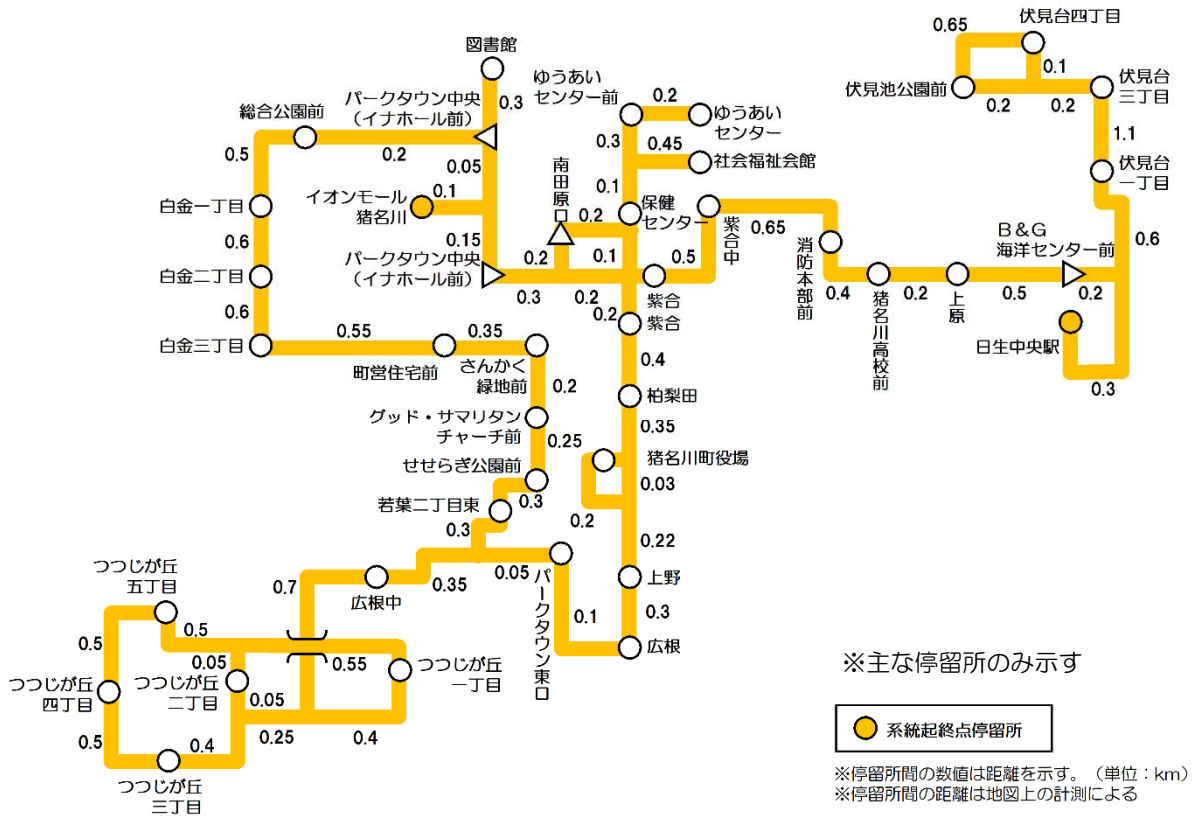 図書館
0.3
パークタウン中央
（イナホール前）
総合公園前
0.2
0.5
0.05
イオンモール
猪名川
0.1
0.15
白金一丁目
0.6
白金二丁目
0.6
白金三丁目
パークタウン中央
（イナホール前）
0.3
南田原口
0.2
0.2
0.2
0.1
ゆうあい
センター前
0.2
ゆうあい
センター
0.3
0.45
社会福祉会館
0.1
保健
センター
紫合
0.5
紫合中
0.65
消防本部前
0.4
猪名川高校前
0.2
上原
0.5
B＆G
海洋センター前
0.2
日生中央駅
0.3
0.6
伏見台
一丁目
1.1
伏見台
三丁目
0.2
0.1
伏見台四丁目
0.65
0.2
伏見池公園前
0.2
紫合
0.4
柏梨田
0.35
猪名川町役場
0.03
0.2
0.22
上野
0.3
広根
0.1
パークタウン東口
0.05
0.55
町営住宅前
0.35
さんかく
緑地前
0.2
グッド・サマリタン
チャーチ前
0.25
せせらぎ公園前
0.3
若葉二丁目東
0.3
0.35
広根中
0.7
つつじが丘
五丁目
0.5
0.5
0.05
0.55
つつじが丘
一丁目
つつじが丘
四丁目
つつじが丘
二丁目
0.05
0.25
0.4
0.5
0.4
つつじが丘
三丁目
※主な停留所のみ示す
系統起終点停留所
※停留所間の数値は距離を示す。（単位：km）
※停留所間の距離は地図上の計測による